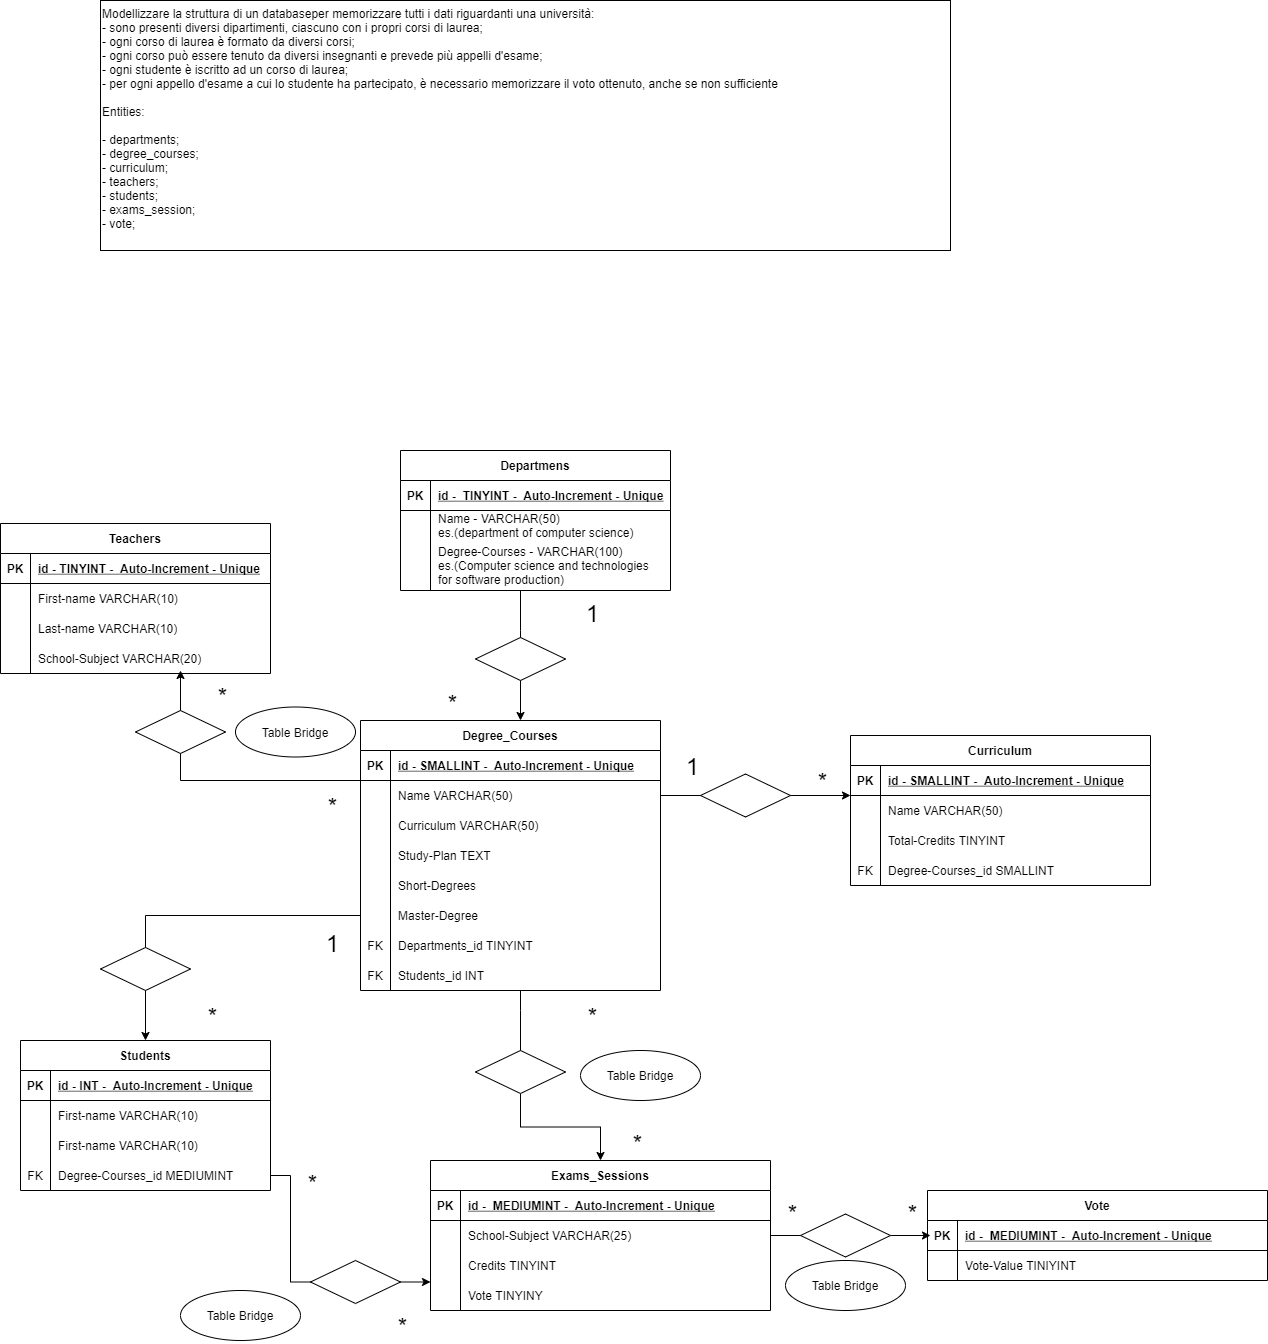 Modellizzare la struttura di un databaseper memorizzare tutti i dati riguardanti una università:
- sono presenti diversi dipartimenti, ciascuno con i propri corsi di laurea;
- ogni corso di laurea è formato da diversi corsi;
- ogni corso può essere tenuto da diversi insegnanti e prevede più appelli d'esame;
- ogni studente è iscritto ad un corso di laurea;
- per ogni appello d'esame a cui lo studente ha partecipato, è necessario memorizzare il voto ottenuto, anche se non sufficiente
Entities:
- departments;
- degree_courses;
- curriculum;
- teachers;
- students;
- exams_session;
- vote;
Departmens
PK id - TINYINT - Auto-Increment - Unique
Name - VARCHAR(50)
es.(department of computer science)
Degree-Courses - VARCHAR(100)
es.(Computer science and technologies
for software production)
1
*
Teachers
PK id - TINYINT - Auto-Increment - Unique
First-name VARCHAR(10)
Last-name VARCHAR(10)
School-Subject VARCHAR(20)
*
Table Bridge
*
Degree_Courses
PK id - SMALLINT - Auto-Increment - Unique
Name VARCHAR(50)
Curriculum VARCHAR(50)
Study-Plan TEXT
Short-Degrees
Master-Degree
FK Departments_id TINYINT
FK Students_id INT
1
*
Curriculum
PK id - SMALLINT - Auto-Increment - Unique
Name VARCHAR(50)
Total-Credits TINYINT
FK Degree-Courses_id SMALLINT
1
*
Students
PK id - INT - Auto-Increment - Unique
First-name VARCHAR(10)
First-name VARCHAR(10)
FK Degree-Courses_id MEDIUMINT
*
Table Bridge
*
*
Table Bridge
*
Exams_Sessions
PK id - MEDIUMINT - Auto-Increment - Unique
School-Subject VARCHAR(25)
Credits TINYINT
Vote TINYINY
*
*
Table Bridge
Vote
PK id - MEDIUMINT - Auto-Increment - Unique
Vote-Value TINIYINT